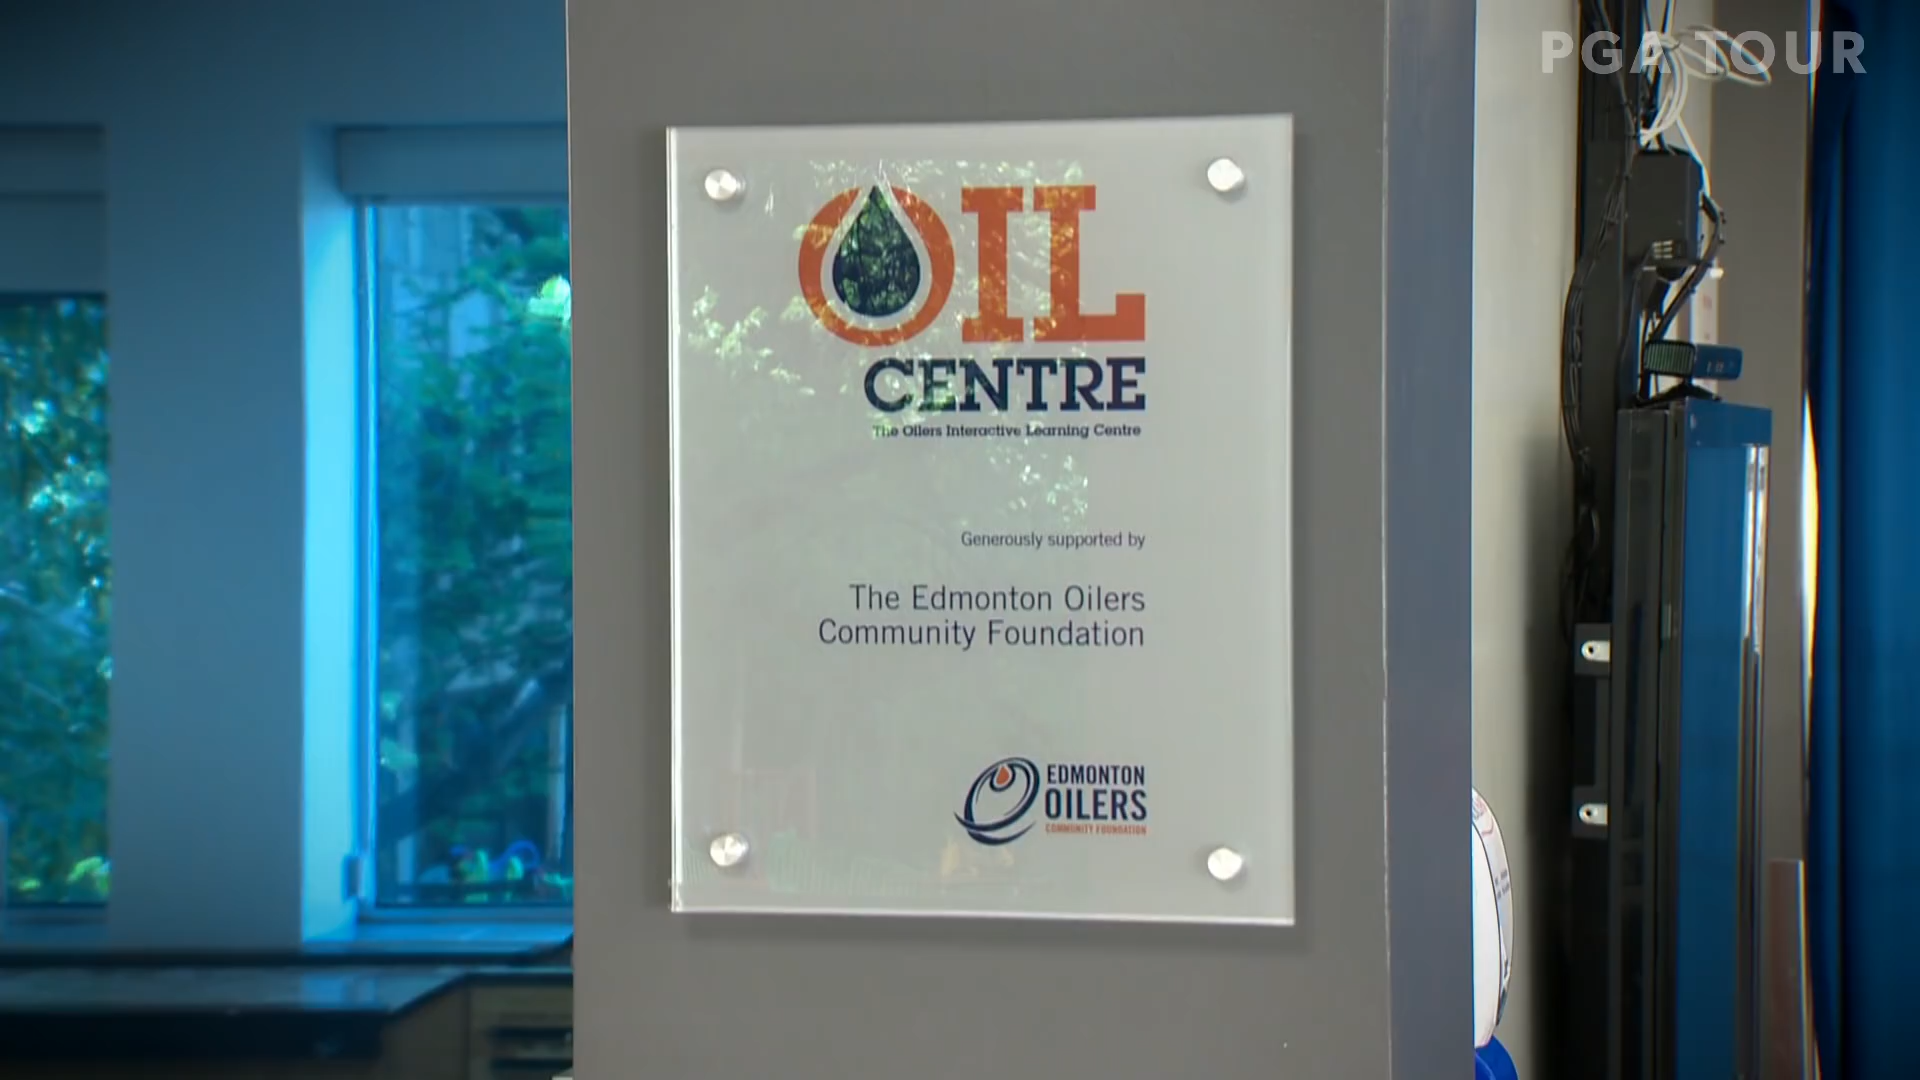 PGA TOUR
OIL
CENTRE
The Oilers Interactive Learning Centre
Generously supported by
The Edmonton Oilers
Community Foundation
EDMONTON
OILERS
COMMUNITY FOUNDATION